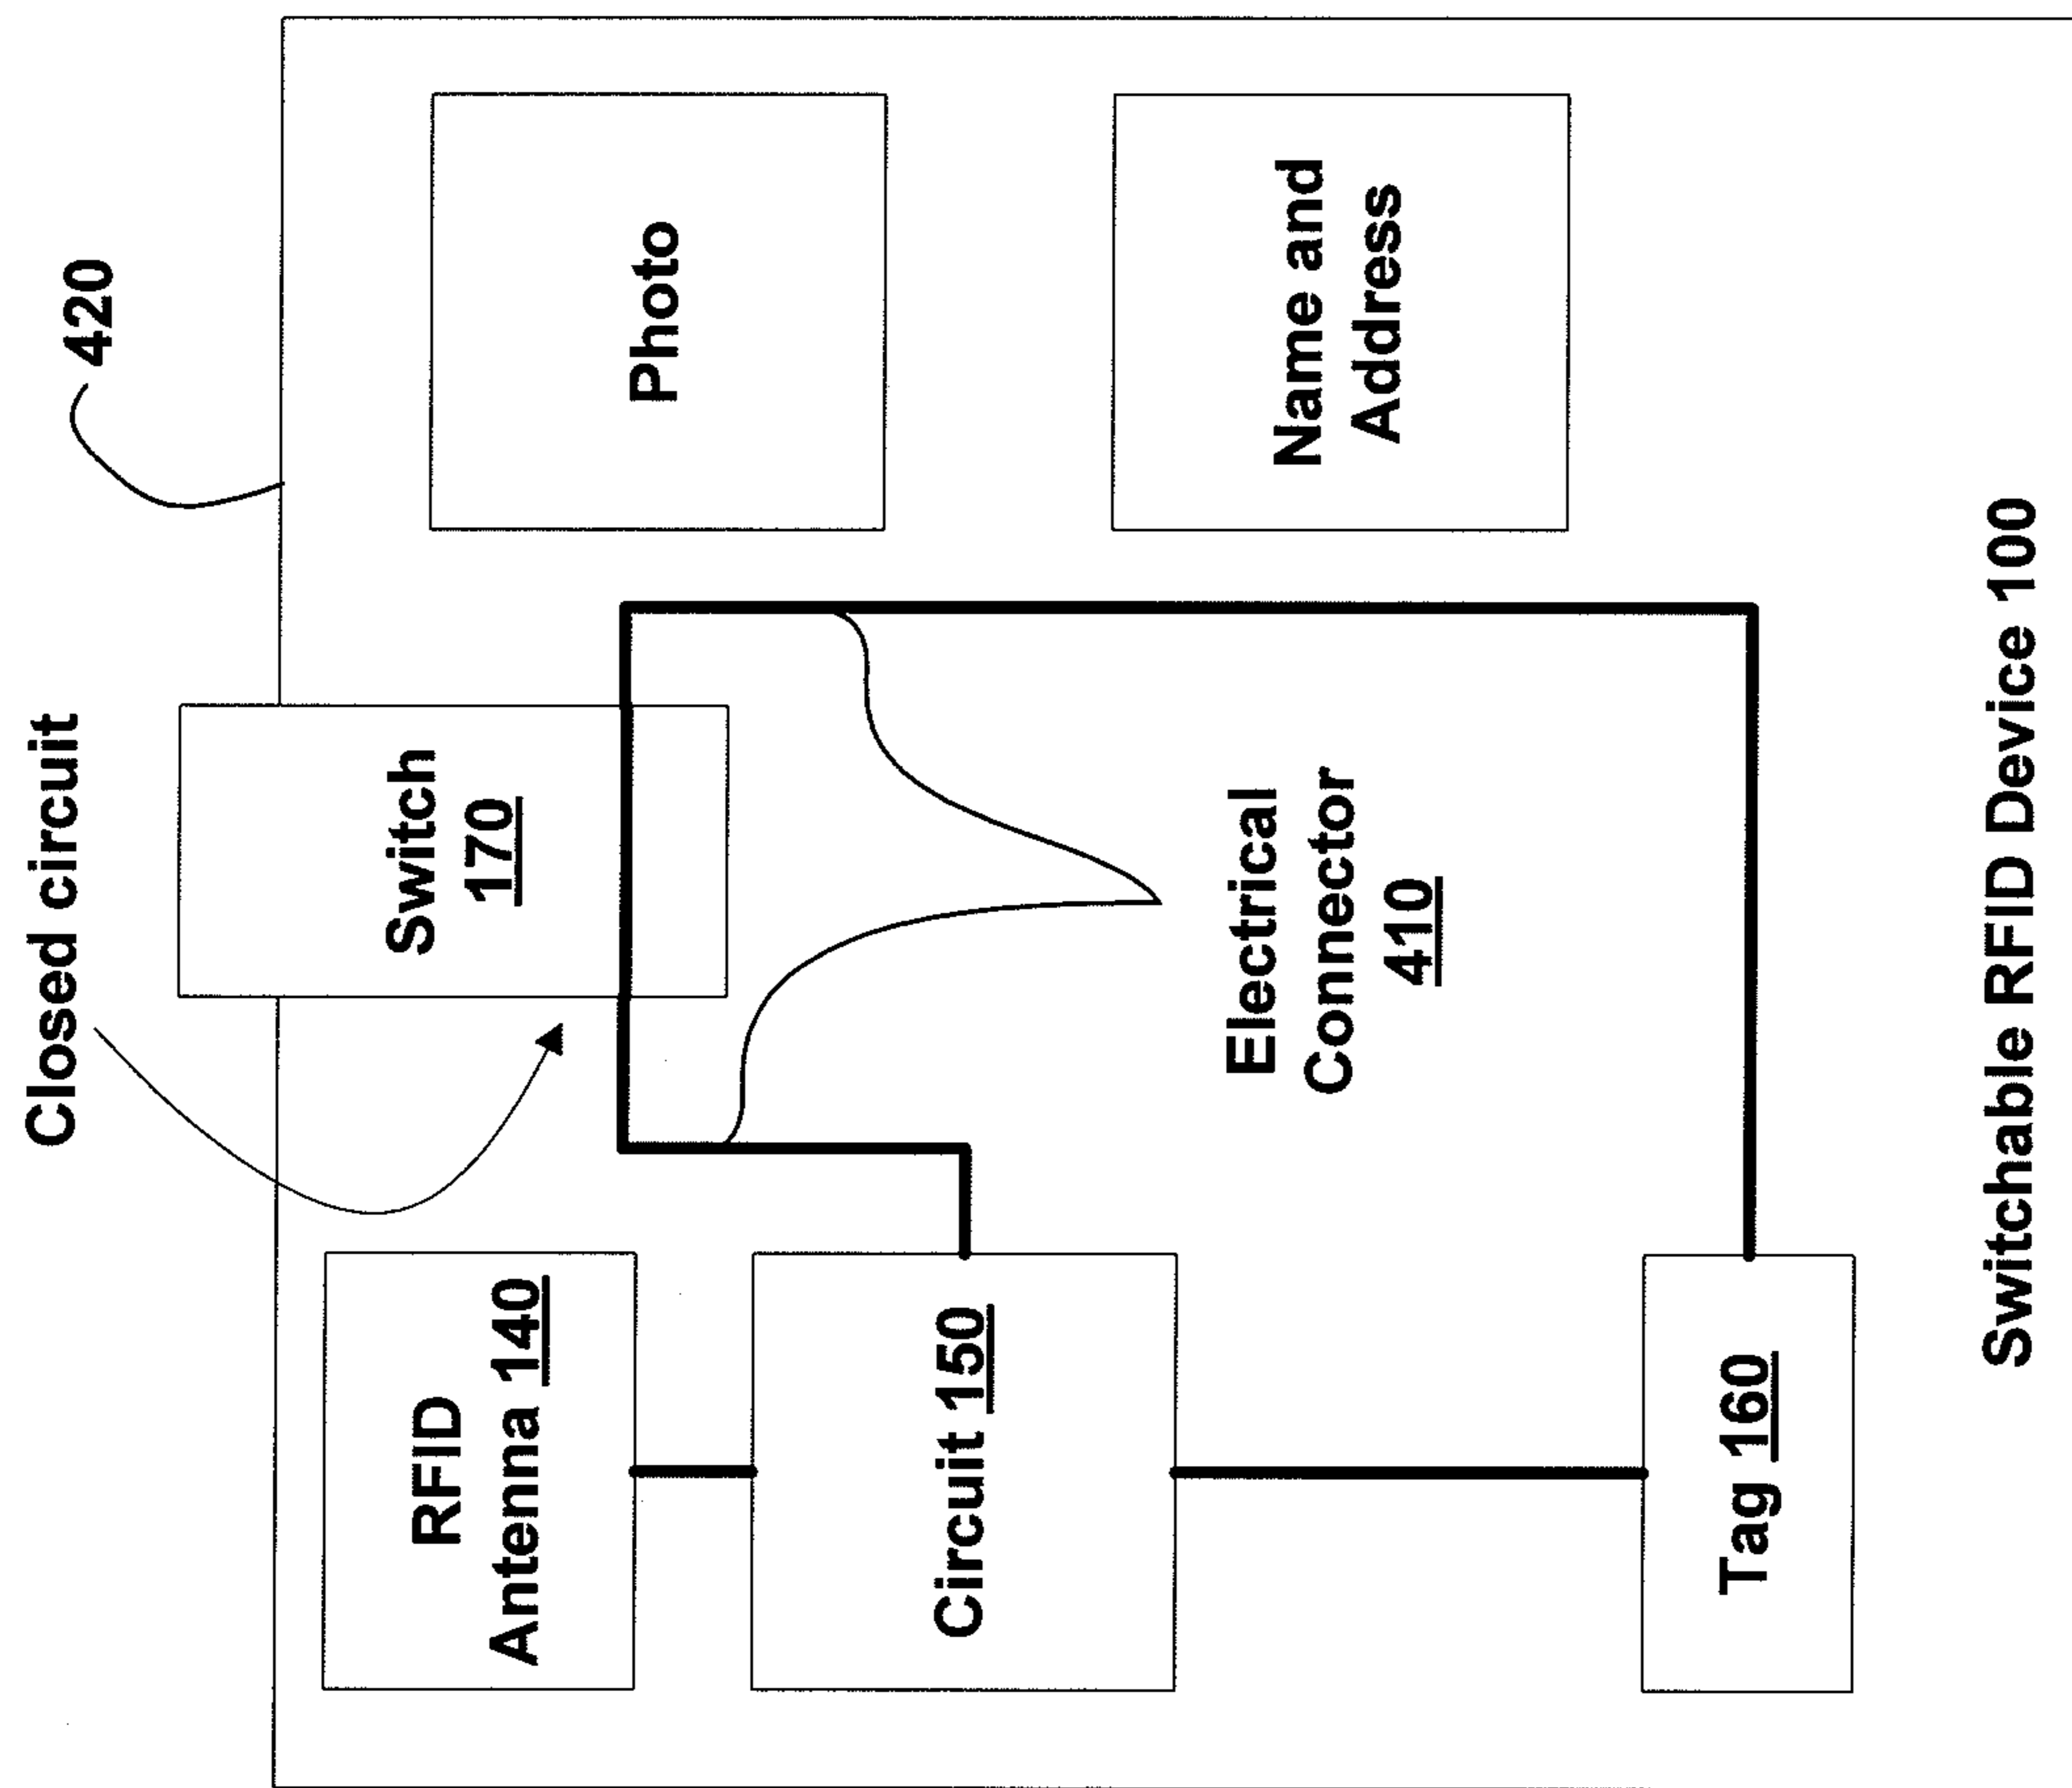 Closed circuit
420
RFID
Antenna 140
Switch
170
Photo
Circuit 150
Electrical
Connector
410
Name and
Address
Tag 160
Switchable RFID Device 100